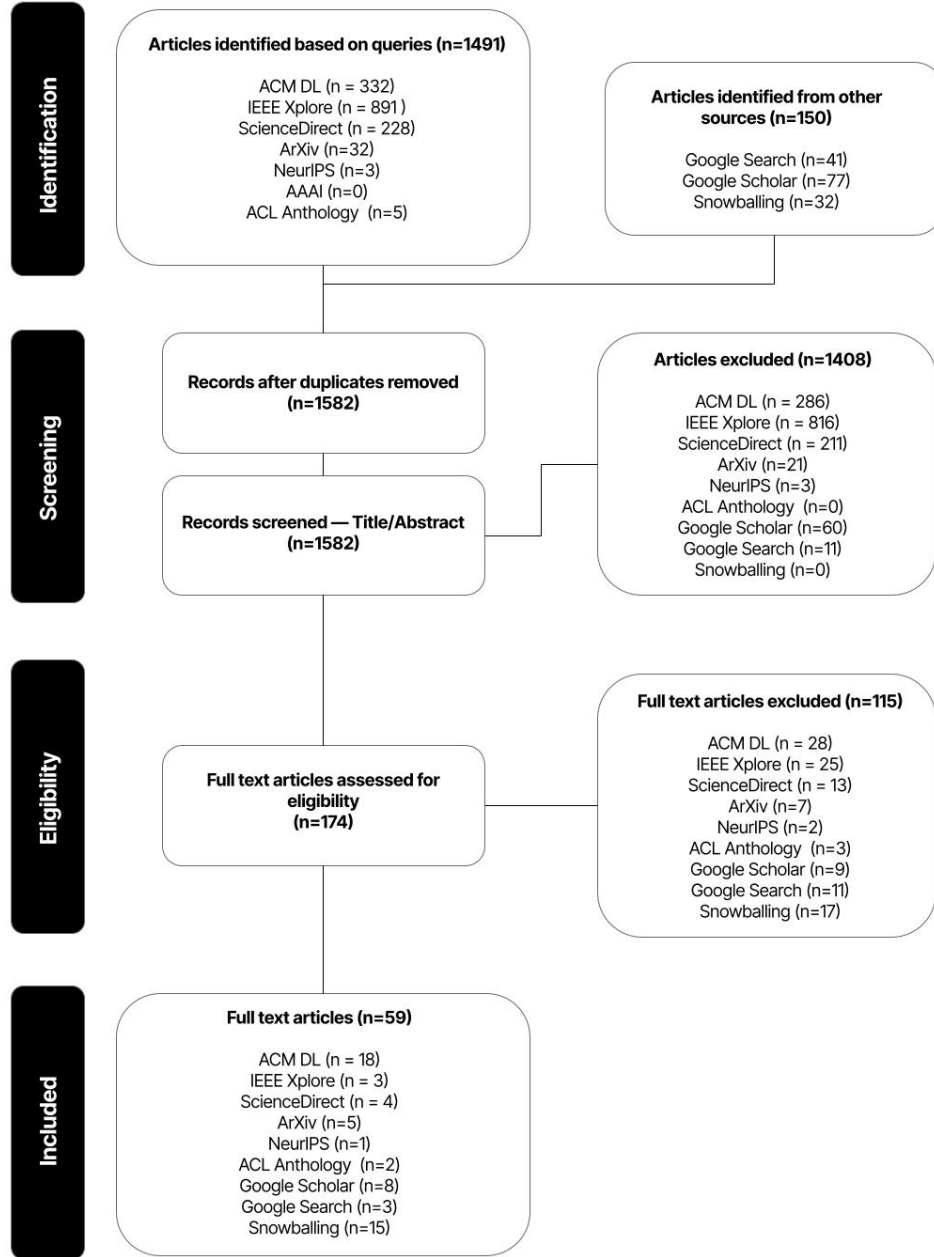 Identification
Articles identified based on queries (n=1491)
ACM DL (n = 332)
IEEE Xplore (n = 891 )
ScienceDirect (n = 228)
ArXiv (n=32)
NeurIPS (n=3)
AAAI (n=0)
ACL Anthology (n=5)
Articles identified from other
sources (n=150)
Google Search (n=41)
Google Scholar (n=77)
Snowballing (n=32)
Screening
Records after duplicates removed
(n=1582)
Records screened — Title/Abstract
(n=1582)
Articles excluded (n=1408)
ACM DL (n = 286)
IEEE Xplore (n = 816)
ScienceDirect (n = 211)
ArXiv (n=21)
NeurIPS (n=3)
ACL Anthology (n=0)
Google Scholar (n=60)
Google Search (n=11)
Snowballing (n=0)
Eligibility
Full text articles assessed for
eligibility
(n=174)
Full text articles excluded (n=115)
ACM DL (n = 28)
IEEE Xplore (n = 25)
ScienceDirect (n = 13)
ArXiv (n=7)
NeurIPS (n=2)
ACL Anthology (n=3)
Google Scholar (n=9)
Google Search (n=11)
Snowballing (n=17)
Included
Full text articles (n=59)
ACM DL (n = 18)
IEEE Xplore (n = 3)
ScienceDirect (n = 4)
ArXiv (n=5)
NeurIPS (n=1)
ACL Anthology (n=2)
Google Scholar (n=8)
Google Search (n=3)
Snowballing (n=15)